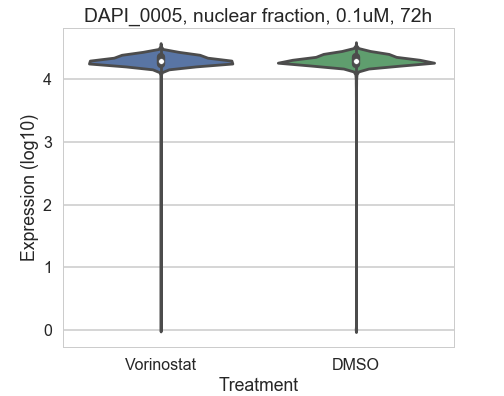 DAPI_0005, nuclear fraction, 0.1uM, 72h
Expression (log10)
4
3
2
1
0
Vorinostat DMSO
Treatment